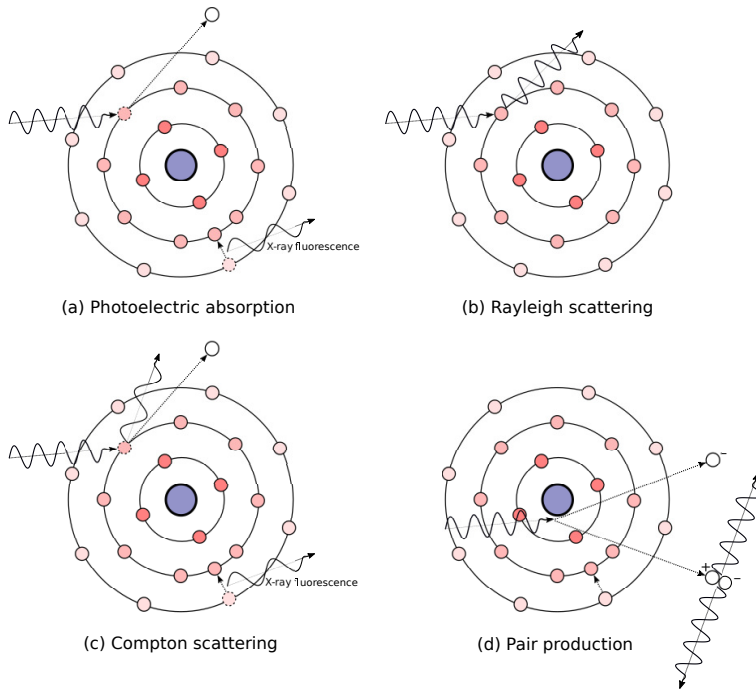 X-ray fluorescence
(a) Photoelectric absorption
(b) Rayleigh scattering
−
+
−
X-ray fluorescence
(c) Compton scattering
(d) Pair production